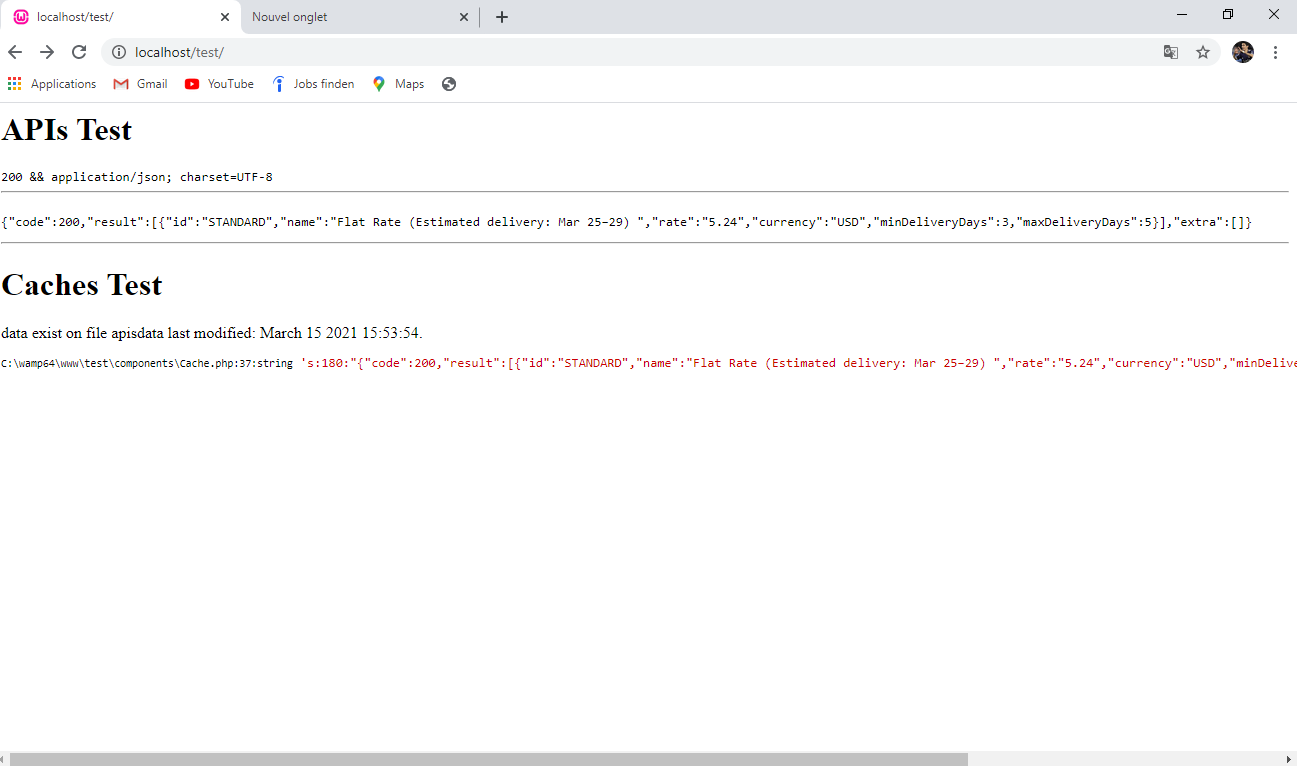 localhost/test/
Nouvel onglet
localhost/test/
Applications Gmail YouTube Jobs finden Maps
APIs Test
200 && application/json; charset=UTF-8
{"code":200,"result":[{"id":"STANDARD","name":"Flat Rate (Estimated delivery: Mar 25–29) ","rate":"5.24","currency":"USD","minDeliveryDays":3,"maxDeliveryDays":5}],"extra":[]}
Caches Test
data exist on file apisdata last modified: March 15 2021 15:53:54.
C:\wamp64\www\test\components\Cache.php:37:string 's:180:"{"code":200,"result":[{"id":"STANDARD","name":"Flat Rate (Estimated delivery: Mar 25–29) ","rate":"5.24","currency":"USD","minDelive